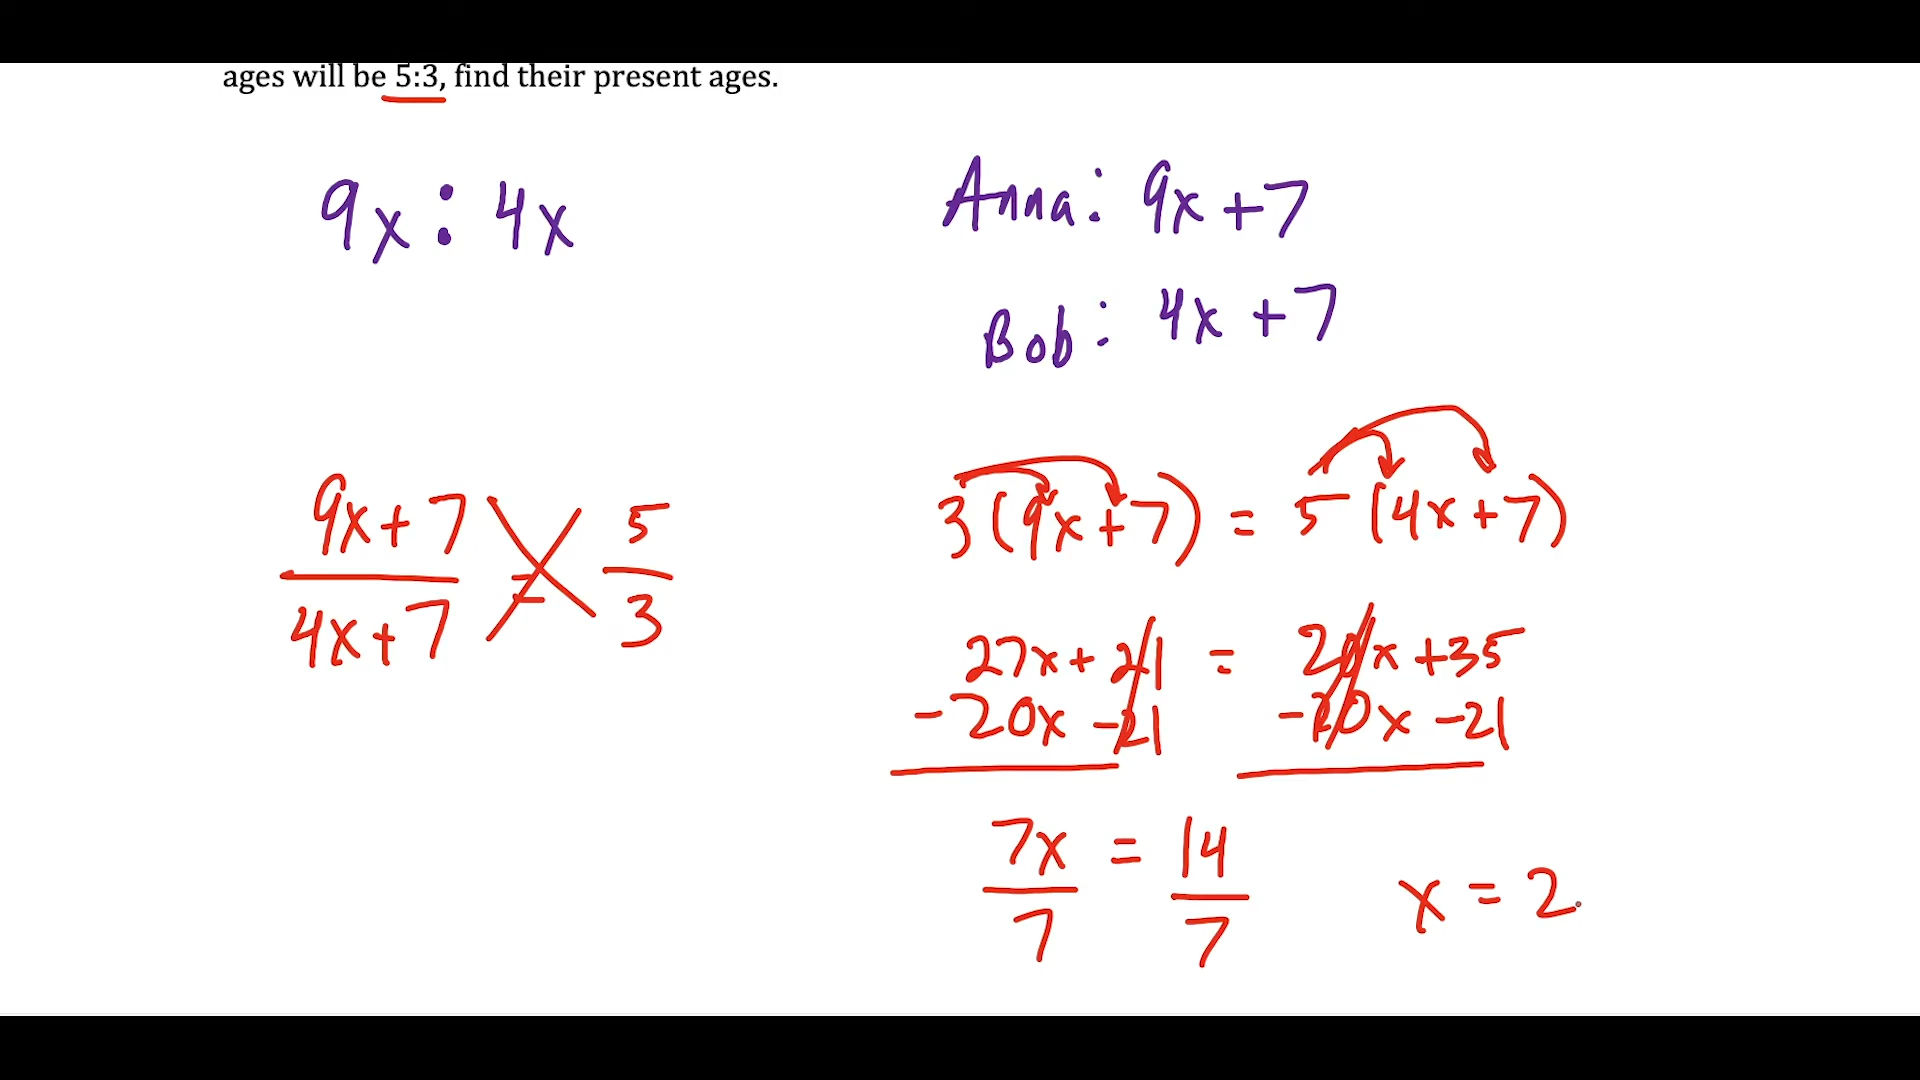 ages will be 5:3, find their present ages.
9x : 4x
Anna: 9x+7
Bob: 4x+7
9x+7
4x+7
=
5
3
3(9x+7) = 5(4x+7)
27x+21 = 20x+35
-20x -21 -20x -21
7x = 14
7 7
x = 2